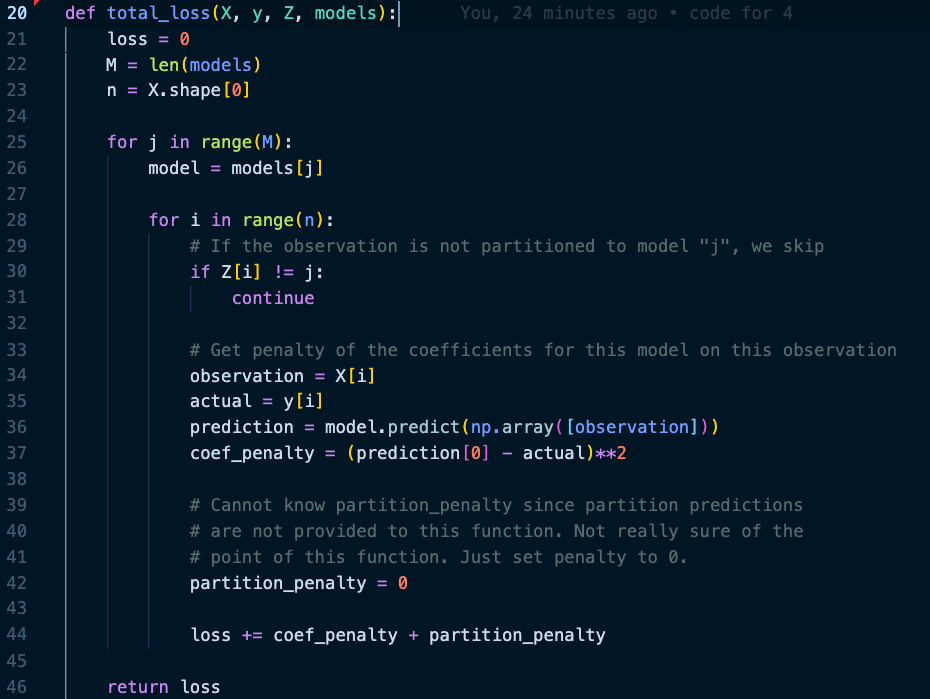 20 def total_loss(X, y, Z, models): You, 24 minutes ago • code for 4
21 loss = 0
22 M = len(models)
23 n = X.shape[0]
24
25 for j in range(M):
26 model = models[j]
27
28 for i in range(n):
29 # If the observation is not partitioned to model "j", we skip
30 if Z[i] != j:
31 continue
32
33 # Get penalty of the coefficients for this model on this observation
34 observation = X[i]
35 actual = y[i]
36 prediction = model.predict(np.array([observation]))
37 coef_penalty = (prediction[0] - actual)**2
38
39 # Cannot know partition_penalty since partition predictions
40 # are not provided to this function. Not really sure of the
41 # point of this function. Just set penalty to 0.
42 partition_penalty = 0
43
44 loss += coef_penalty + partition_penalty
45
46 return loss